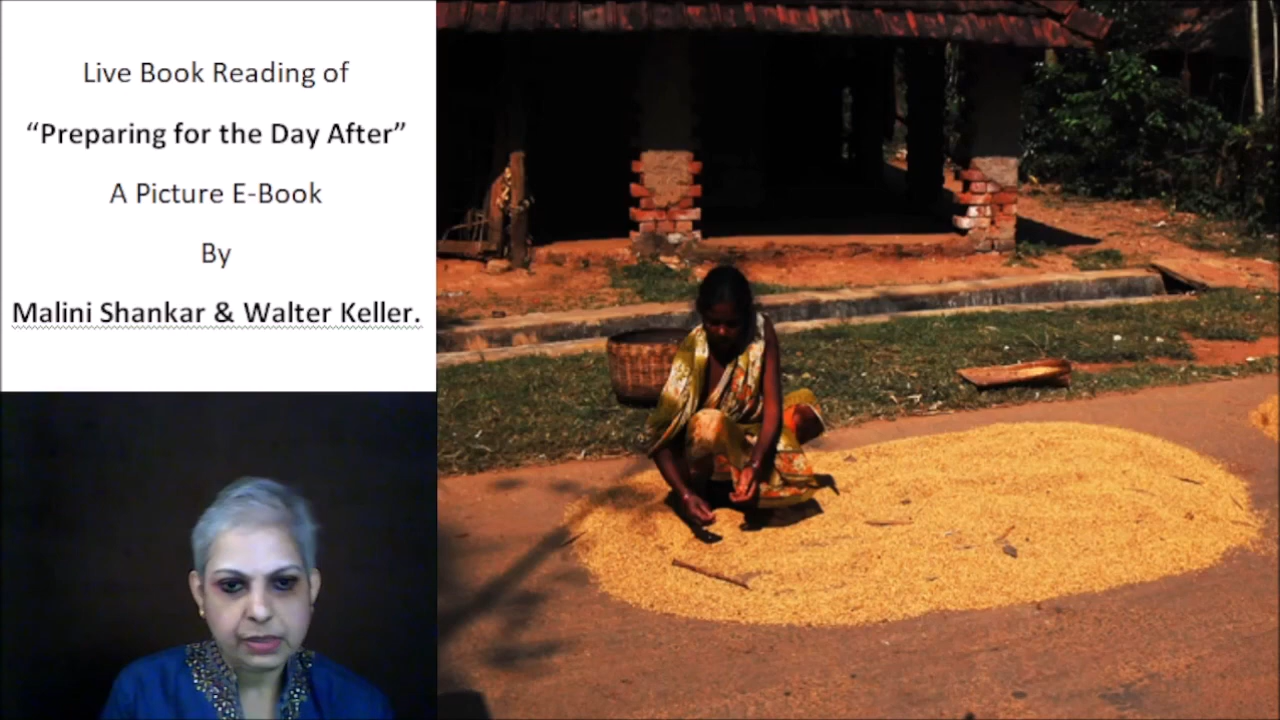 Live Book Reading of
“Preparing for the Day After”
A Picture E-Book
By
Malini Shankar & Walter Keller.